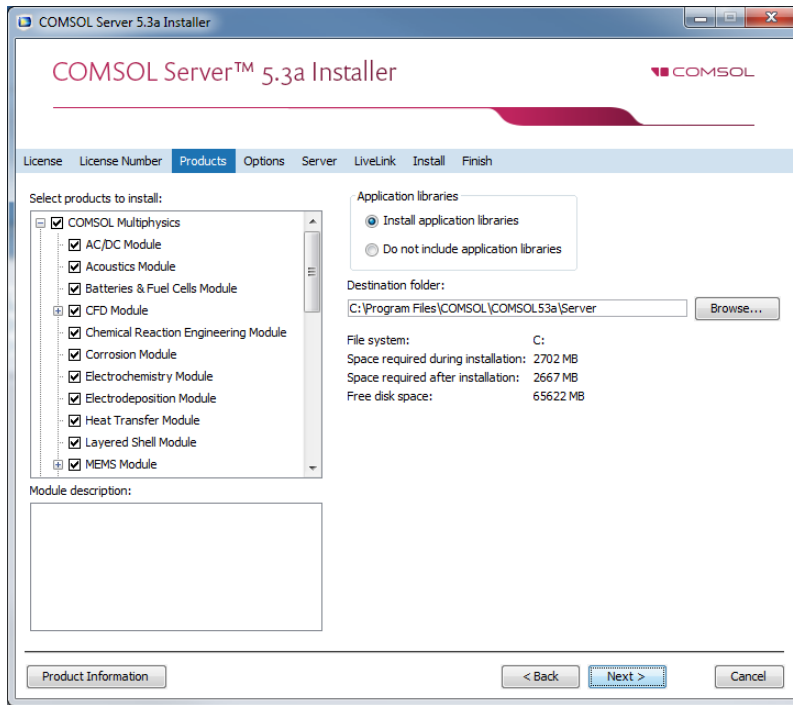 COMSOL Server 5.3a Installer
COMSOL Server™ 5.3a Installer
COMSOL
License License Number Products Options Server LiveLink Install Finish
Select products to install:
COMSOL Multiphysics
AC/DC Module
Acoustics Module
Batteries & Fuel Cells Module
CFD Module
Chemical Reaction Engineering Module
Corrosion Module
Electrochemistry Module
Electrodeposition Module
Heat Transfer Module
Layered Shell Module
MEMS Module
Module description:
Application libraries
Install application libraries
Do not include application libraries
Destination folder:
C:\Program Files\COMSOL\COMSOL53a\Server
Browse...
File system: C:
Space required during installation: 2702 MB
Space required after installation: 2667 MB
Free disk space: 65622 MB
Product Information
< Back
Next >
Cancel